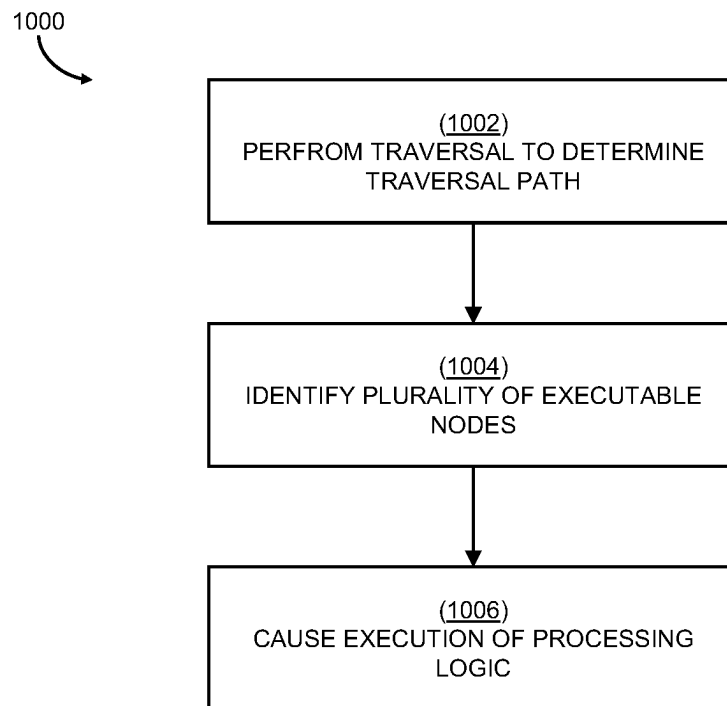 1000
(1002)
PERFROM TRAVERSAL TO DETERMINE
TRAVERSAL PATH
(1004)
IDENTIFY PLURALITY OF EXECUTABLE
NODES
(1006)
CAUSE EXECUTION OF PROCESSING
LOGIC